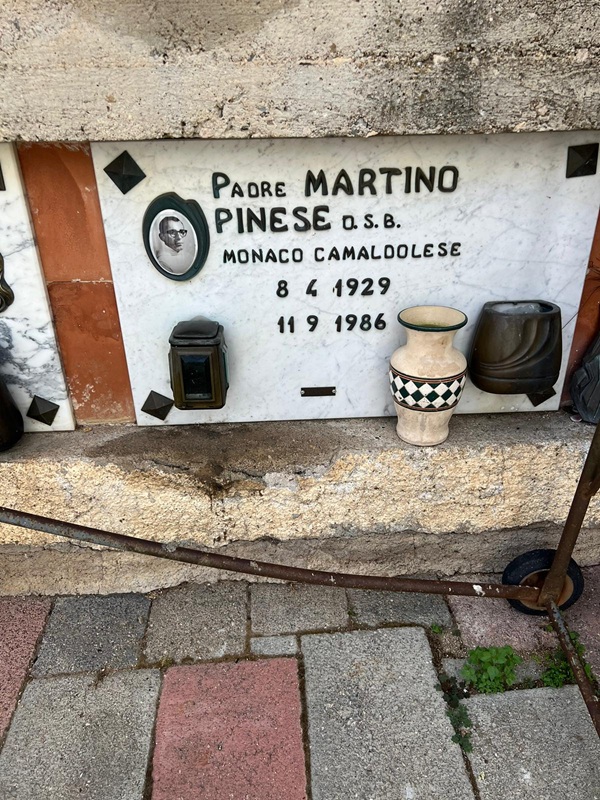 Padre MARTINO
PINESE O.S.B.
MONACO CAMALDOLESE
8 4 1929
11 9 1986